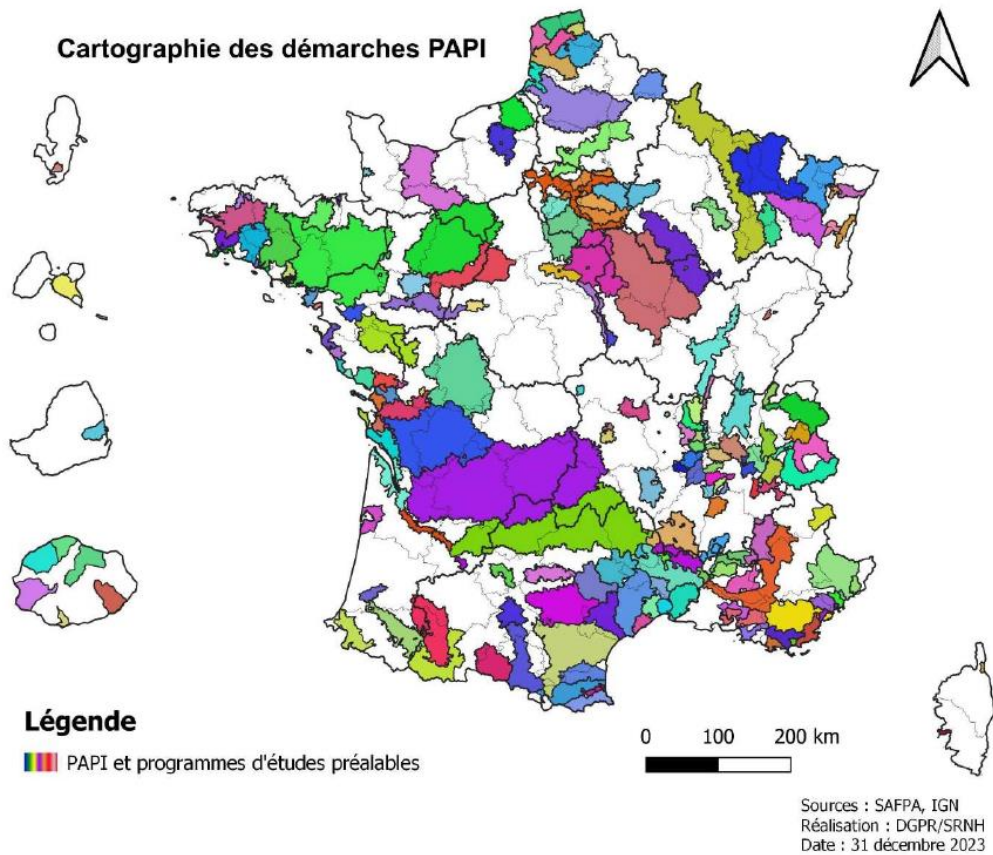 Cartographie des démarches PAPI
Légende
PAPI et programmes d'études préalables
0 100 200 km
Sources : SAFPA, IGN
Réalisation : DGPR/SRNH
Date : 31 décembre 2023